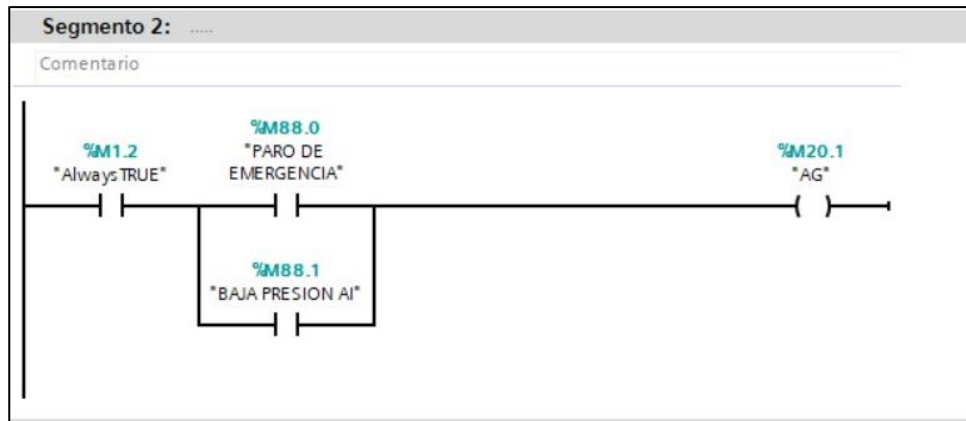 Segmento 2: .....
Comentario
%M1.2
"AlwaysTRUE"
%M88.0
"PARO DE
EMERGENCIA"
%M20.1
"AG"
%M88.1
"BAJA PRESION AI"